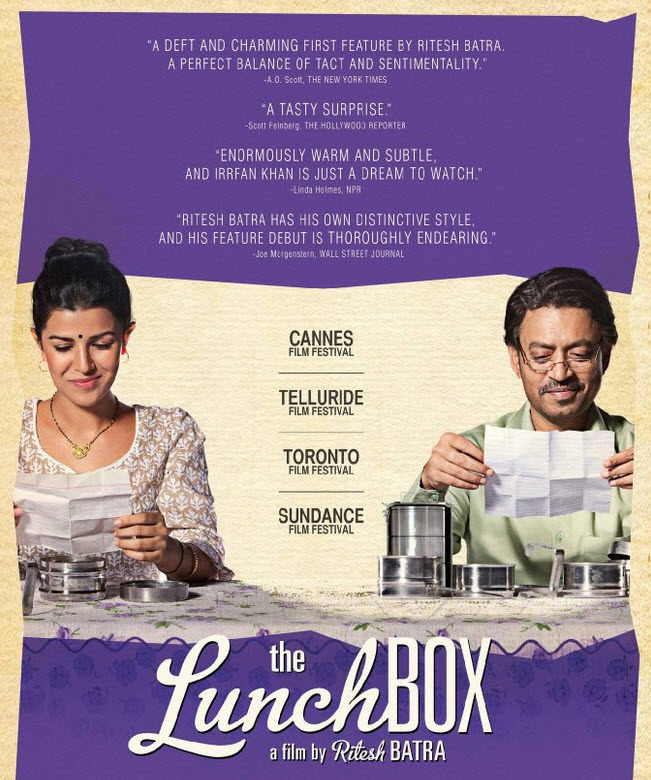 “A DEFT AND CHARMING FIRST FEATURE BY RITESH BATRA.
A PERFECT BALANCE OF TACT AND SENTIMENTALITY.”
-A.O. Scott, THE NEW YORK TIMES
“A TASTY SURPRISE.”
-Scott Feinberg, THE HOLLYWOOD REPORTER
“ENORMOUSLY WARM AND SUBTLE,
AND IRRFAN KHAN IS JUST A DREAM TO WATCH.”
-Linda Holmes, NPR
“RITESH BATRA HAS HIS OWN DISTINCTIVE STYLE,
AND HIS FEATURE DEBUT IS THOROUGHLY ENDEARING.”
-Joe Morgenstern, WALL STREET JOURNAL
CANNES
FILM FESTIVAL
TELLURIDE
FILM FESTIVAL
TORONTO
FILM FESTIVAL
SUNDANCE
FILM FESTIVAL
the
LunchBOX
a film by Ritesh BATRA